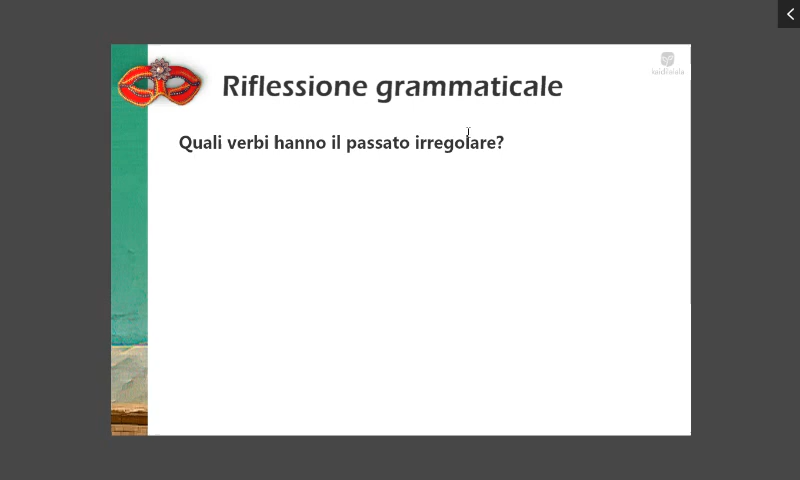 Riflessione grammaticale
Quali verbi hanno il passato irregolare?